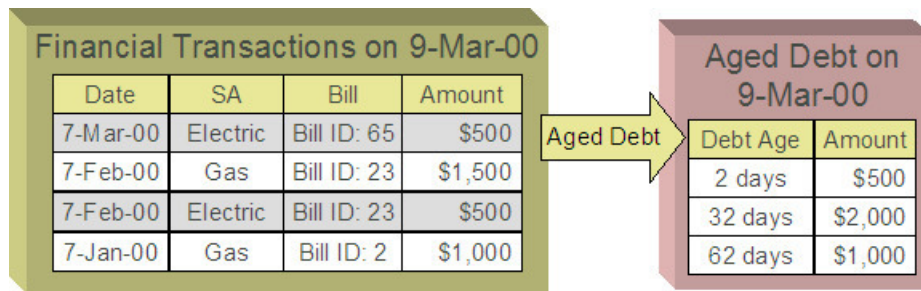 Financial Transactions on 9-Mar-00
Date SA Bill Amount
7-Mar-00 Electric Bill ID: 65 $500
7-Feb-00 Gas Bill ID: 23 $1,500
7-Feb-00 Electric Bill ID: 23 $500
7-Jan-00 Gas Bill ID: 2 $1,000
Aged Debt
Aged Debt on
9-Mar-00
Debt Age Amount
2 days $500
32 days $2,000
62 days $1,000